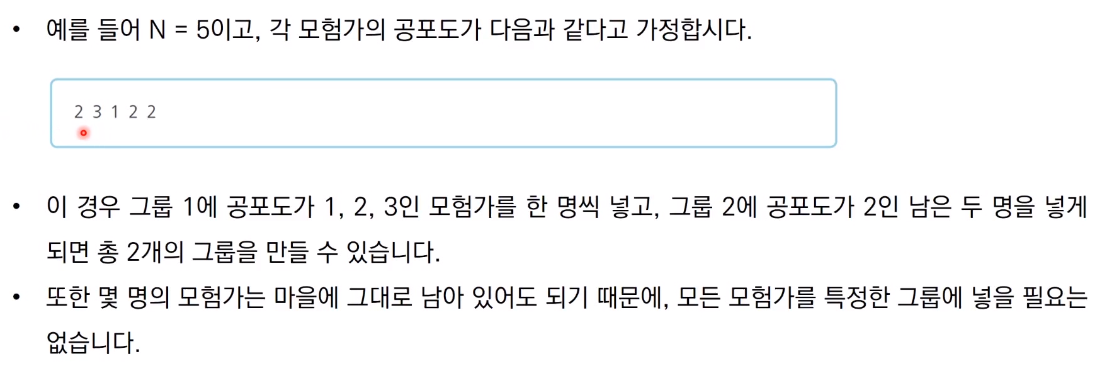 • 예를 들어 N = 5이고, 각 모험가의 공포도가 다음과 같다고 가정합시다.
2 3 1 2 2
• 이 경우 그룹 1에 공포도가 1, 2, 3인 모험가를 한 명씩 넣고, 그룹 2에 공포도가 2인 남은 두 명을 넣게
되면 총 2개의 그룹을 만들 수 있습니다.
• 또한 몇 명의 모험가는 마을에 그대로 남아 있어도 되기 때문에, 모든 모험가를 특정한 그룹에 넣을 필요는
없습니다.